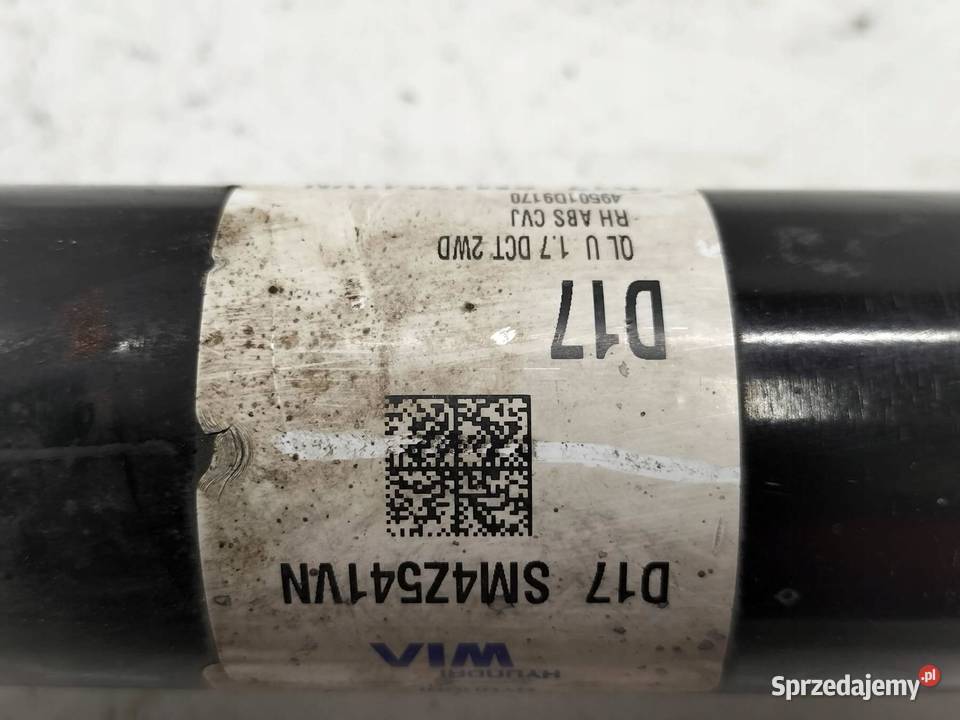 HYUNDAI
WIA
D17 SM4Z541VN
D17
QL U 1.7 DCT 2WD
RH ABS CVJ
49501D9170
Sprzedajemy.pl